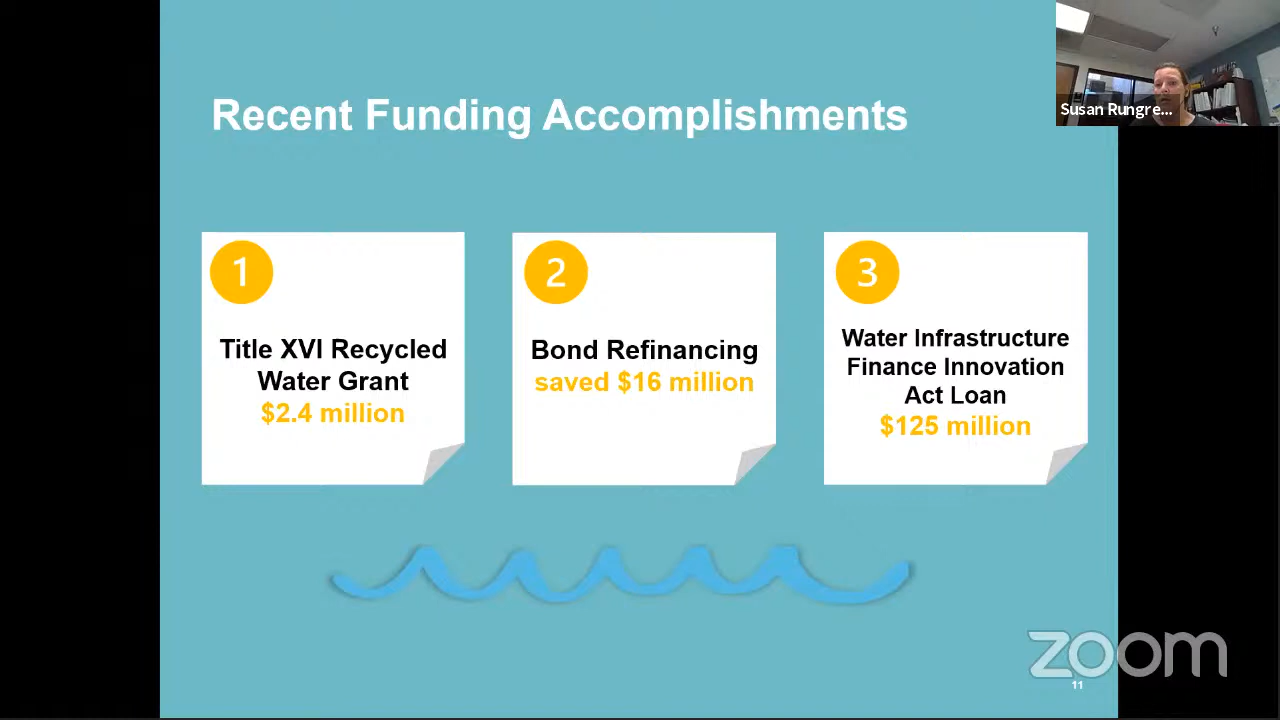 Recent Funding Accomplishments
Susan Rungre...
1
Title XVI Recycled
Water Grant
$2.4 million
2
Bond Refinancing
saved $16 million
3
Water Infrastructure
Finance Innovation
Act Loan
$125 million
zoom
11